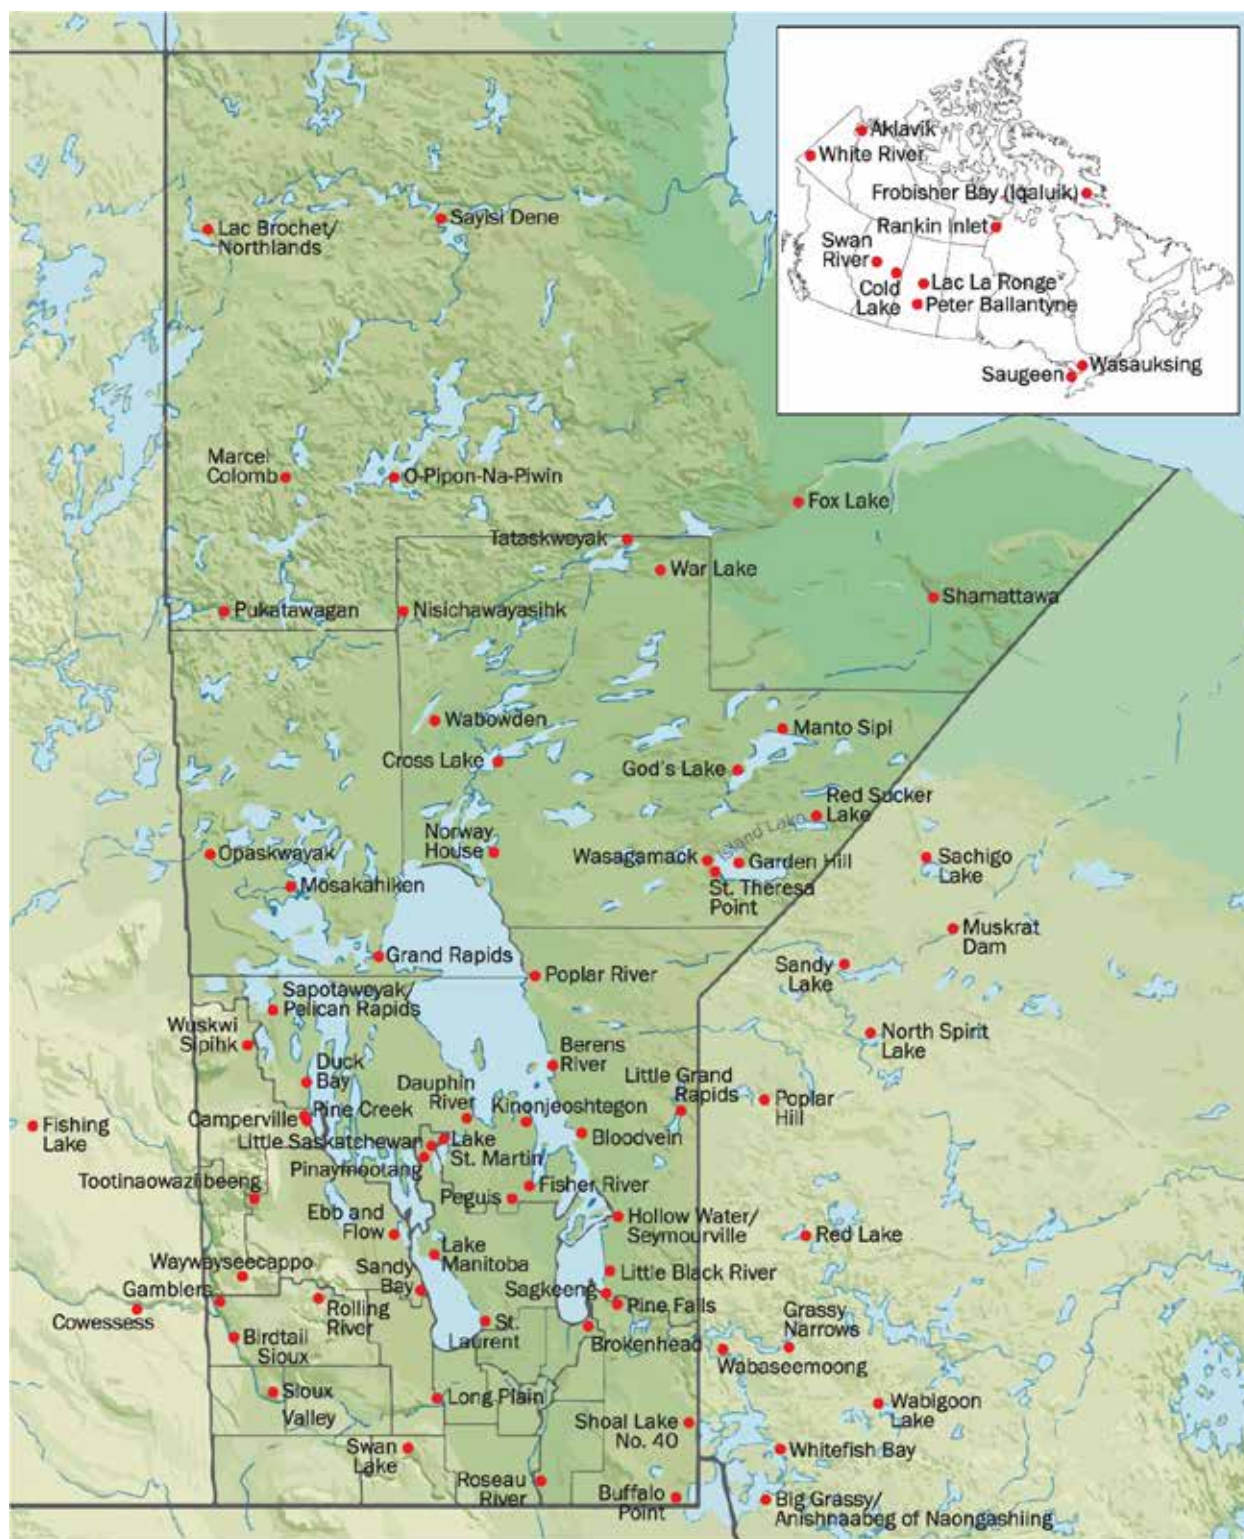 Aklavik
White River
Frobisher Bay (Iqaluik)
Rankin Inlet
Swan
River
Cold
Lake
Lac La Ronge
Peter Ballantyne
Wasauksing
Saugeen
Lac Brochet/
Northlands
Sayisi Dene
Marcel
Colomb
O-Pipon-Na-Piwin
Fox Lake
Tataskweyak
War Lake
Shamattawa
Pukatawagan
Nisichawayasihk
Wabowden
Manto Sipi
Cross Lake
God's Lake
Red Sucker
Lake
Island Lake
Norway
House
Opaskwayak
Wasagamack
Garden Hill
St. Theresa
Point
Sachigo
Lake
Mosakahiken
Muskrat
Dam
Grand Rapids
Poplar River
Sandy
Lake
Sapotaweyak/
Pelican Rapids
Wuskwi
Sipihk
North Spirit
Lake
Berens
River
Duck
Bay
Dauphin
River
Little Grand
Rapids
Poplar
Hill
Fishing
Lake
Camperville
Pine Creek
Kinonjeoshtegon
Bloodvein
Little Saskatchewan
Lake
St. Martin
Pinaymootang
Tootinaowaziibeeng
Peguis
Fisher River
Ebb and
Flow
Hollow Water/
Seymourville
Red Lake
Lake
Manitoba
Waywayseecappo
Sandy
Bay
Little Black River
Gamblers
Sagkeeng
Pine Falls
Cowessess
Rolling
River
St.
Laurent
Brokenhead
Grassy
Narrows
Birdtail
Sioux
Wabaseemoong
Sioux
Valley
Long Plain
Wabigoon
Lake
Shoal Lake
No. 40
Swan
Lake
Whitefish Bay
Roseau
River
Buffalo
Point
Big Grassy/
Anishnaabeg of Naongashiing